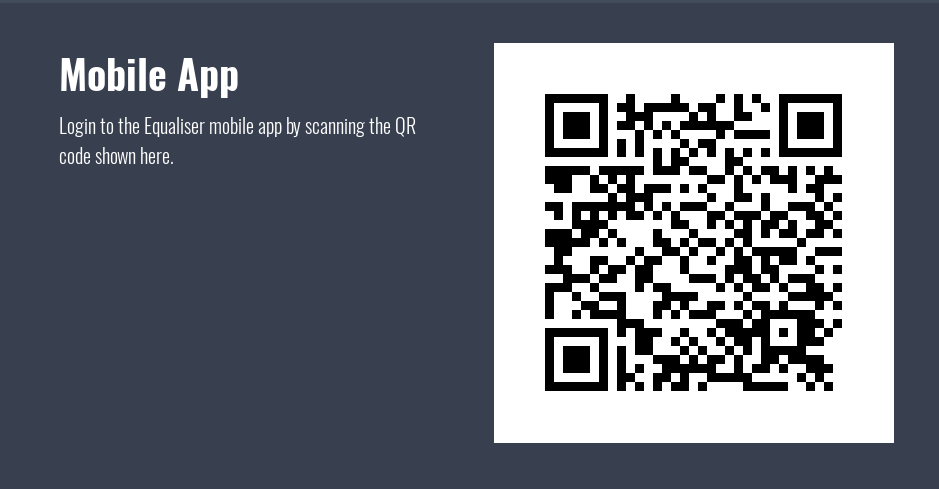 Mobile App
Login to the Equaliser mobile app by scanning the QR
code shown here.